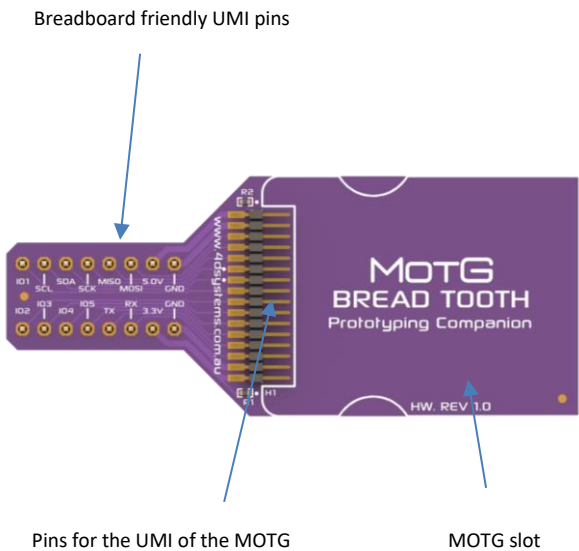 Breadboard friendly UMI pins
R2
www.4dsystems.com.au
IO1 SCL SDA SCK MISO MOSI 5.0V GND
IO2 IO3 IO4 IO5 TX RX 3.3V GND
MOTG
BREAD TOOTH
Prototyping Companion
R1 H1
HW. REV 1.0
Pins for the UMI of the MOTG
MOTG slot